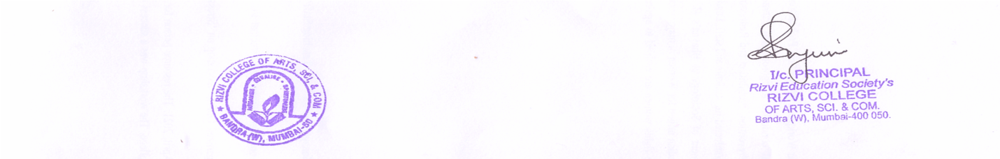 RIZVI COLLEGE OF ARTS, SCI. & COM
★ BANDRA (W), MUMBAI-50 ★
I/c. PRINCIPAL
Rizvi Education Society's
RIZVI COLLEGE
OF ARTS, SCI. & COM.
Bandra (W), Mumbai-400 050.